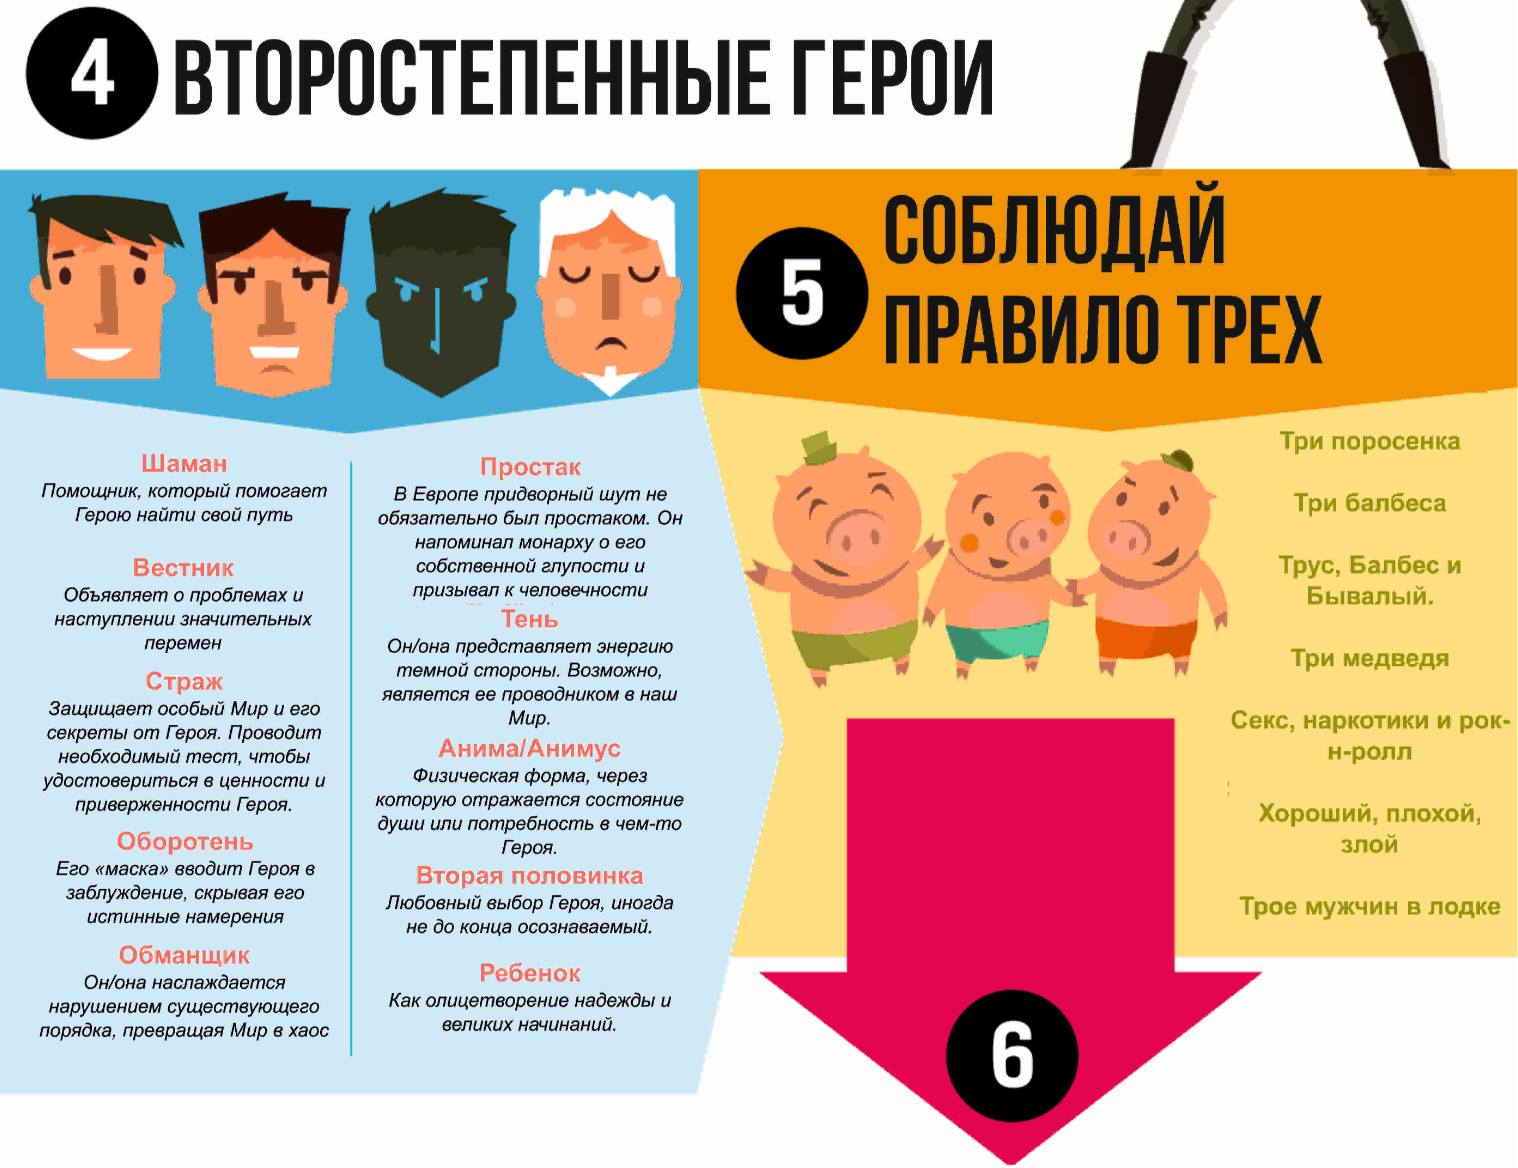 4
ВТОРОСТЕПЕННЫЕ ГЕРОИ
Шаман
Помощник, который помогает
Герою найти свой путь
Вестник
Объявляет о проблемах и
наступлении значительных
перемен
Страж
Защищает особый Мир и его
секреты от Героя. Проводит
необходимый тест, чтобы
удостовериться в ценности и
приверженности Героя.
Оборотень
Его «маска» вводит Героя в
заблуждение, скрывая его
истинные намерения
Обманщик
Он/она наслаждается
нарушением существующего
порядка, превращая Мир в хаос
Простак
В Европе придворный шут не
обязательно был простаком. Он
напоминал монарху о его
собственной глупости и
призывал к человечности
Тень
Он/она представляет энергию
темной стороны. Возможно,
является ее проводником в наш
Мир.
Анима/Анимус
Физическая форма, через
которую отражается состояние
души или потребность в чем-то
Героя.
Вторая половинка
Любовный выбор Героя, иногда
не до конца осознаваемый.
Ребенок
Как олицетворение надежды и
великих начинаний.
5
СОБЛЮДАЙ
ПРАВИЛО ТРЕХ
Три поросенка
Три балбеса
Трус, Балбес и
Бывалый.
Три медведя
Секс, наркотики и рок-
н-ролл
Хороший, плохой,
злой
Трое мужчин в лодке
6